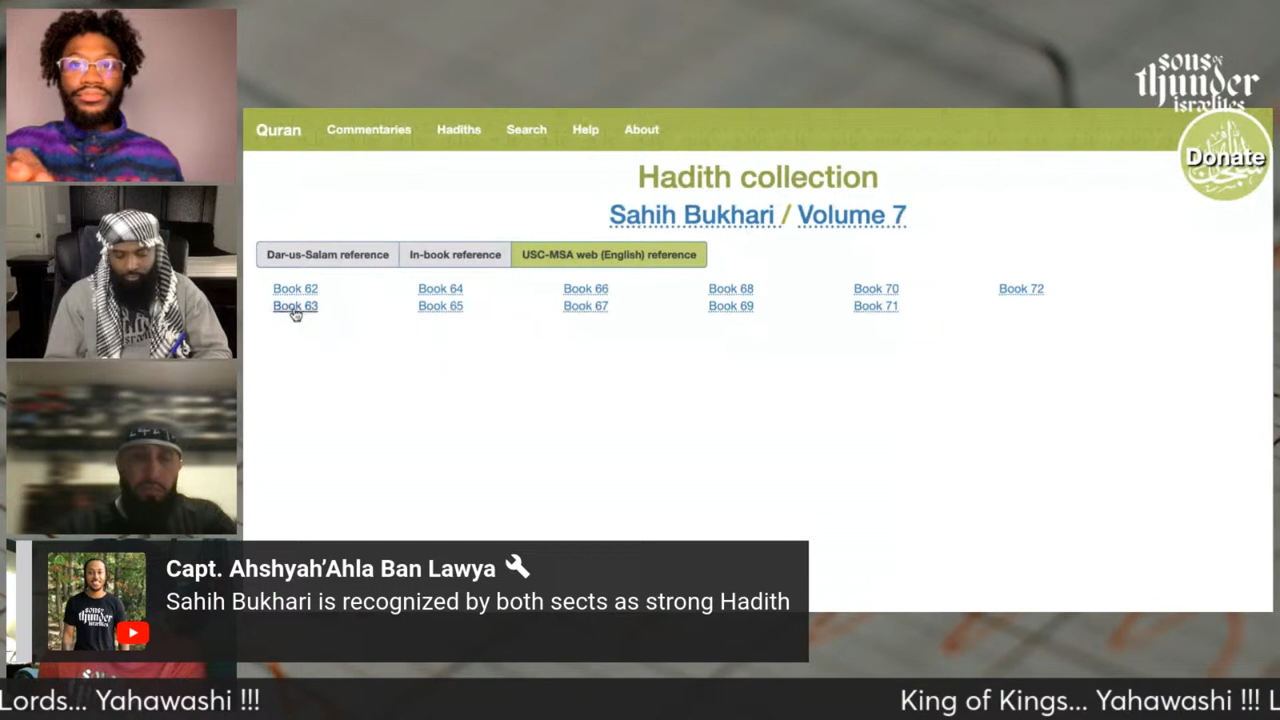 sons of
thunder
israelites
Quran Commentaries Hadiths Search Help About
Donate
Hadith collection
Sahih Bukhari / Volume 7
Dar-us-Salam reference In-book reference USC-MSA web (English) reference
Book 62 Book 64 Book 66 Book 68 Book 70 Book 72
Book 63 Book 65 Book 67 Book 69 Book 71
Capt. Ahshyah’Ahla Ban Lawya
Sahih Bukhari is recognized by both sects as strong Hadith
sons of
thunder
Lords... Yahawashi !!! King of Kings... Yahawashi !!! L